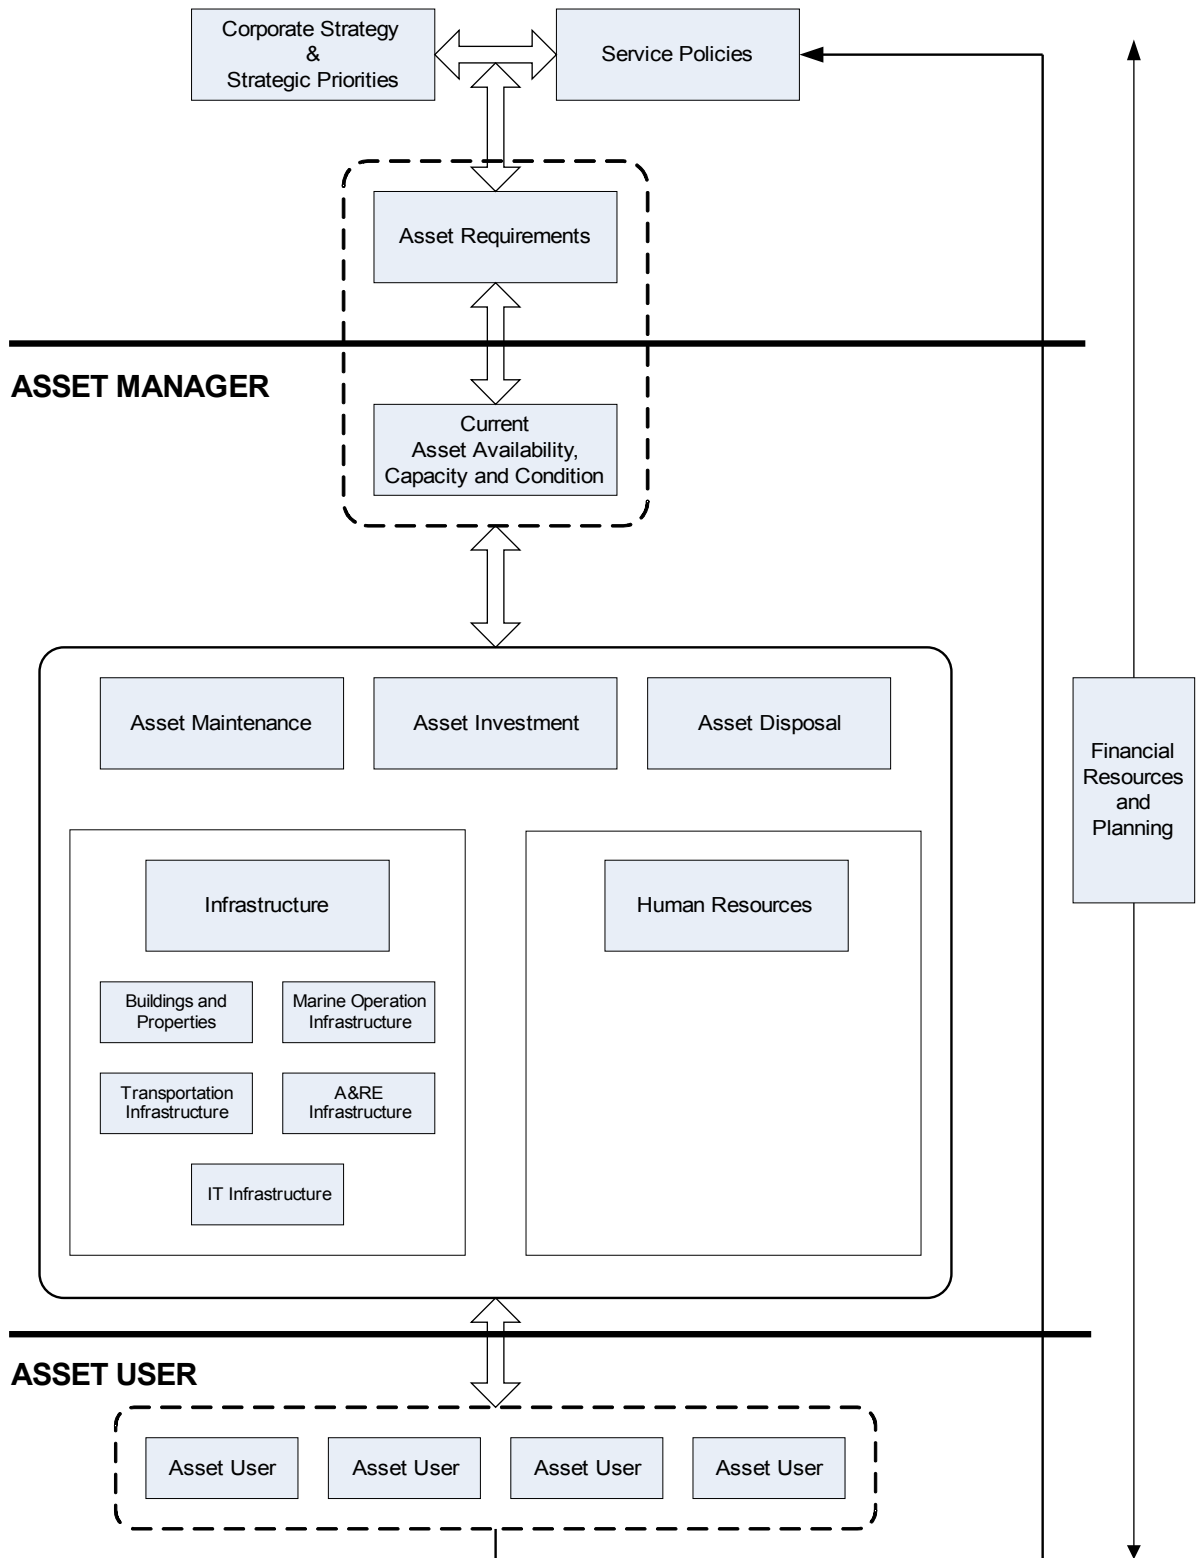 Corporate Strategy
&
Strategic Priorities
Service Policies
Asset Requirements
ASSET MANAGER
Current
Asset Availability,
Capacity and Condition
Asset Maintenance
Asset Investment
Asset Disposal
Financial
Resources
and
Planning
Infrastructure
Human Resources
Buildings and
Properties
Marine Operation
Infrastructure
Transportation
Infrastructure
A&RE
Infrastructure
IT Infrastructure
ASSET USER
Asset User
Asset User
Asset User
Asset User